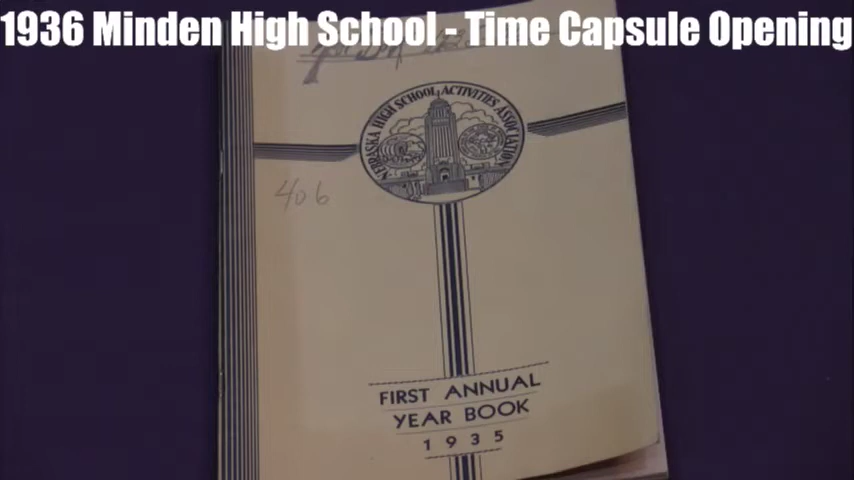 1936 Minden High School - Time Capsule Opening
NEBRASKA HIGH SCHOOL ACTIVITIES ASSOCIATION
406
FIRST ANNUAL
YEAR BOOK
1935